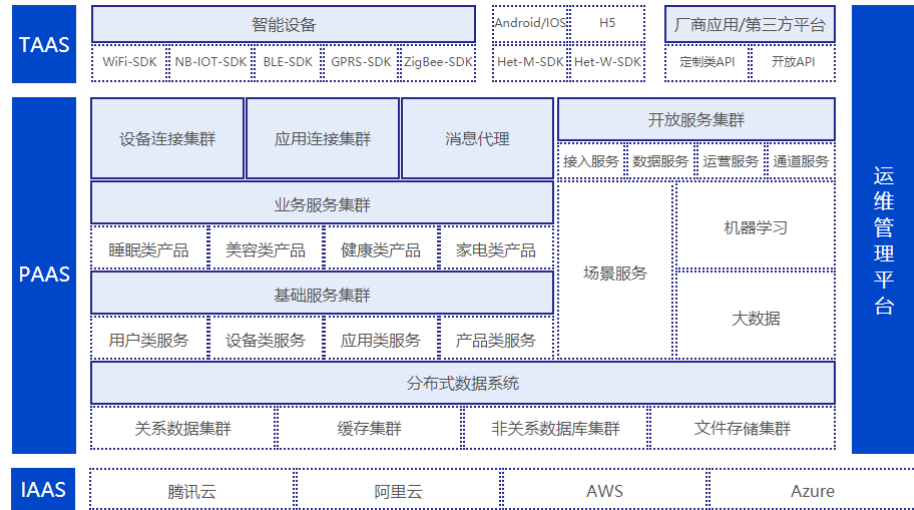 TAAS
智能设备
WiFi-SDK NB-IOT-SDK BLE-SDK GPRS-SDK ZigBee-SDK
Android/IOS H5
Het-M-SDK Het-W-SDK
厂商应用/第三方平台
定制类API 开放API
PAAS
设备连接集群 应用连接集群 消息代理
开放服务集群
接入服务 数据服务 运营服务 通道服务
业务服务集群
睡眠类产品 美容类产品 健康类产品 家电类产品
基础服务集群
用户类服务 设备类服务 应用类服务 产品类服务
场景服务
机器学习
大数据
分布式数据系统
关系数据集群 缓存集群 非关系数据库集群 文件存储集群
IAAS
腾讯云 阿里云 AWS Azure
运维管理平台